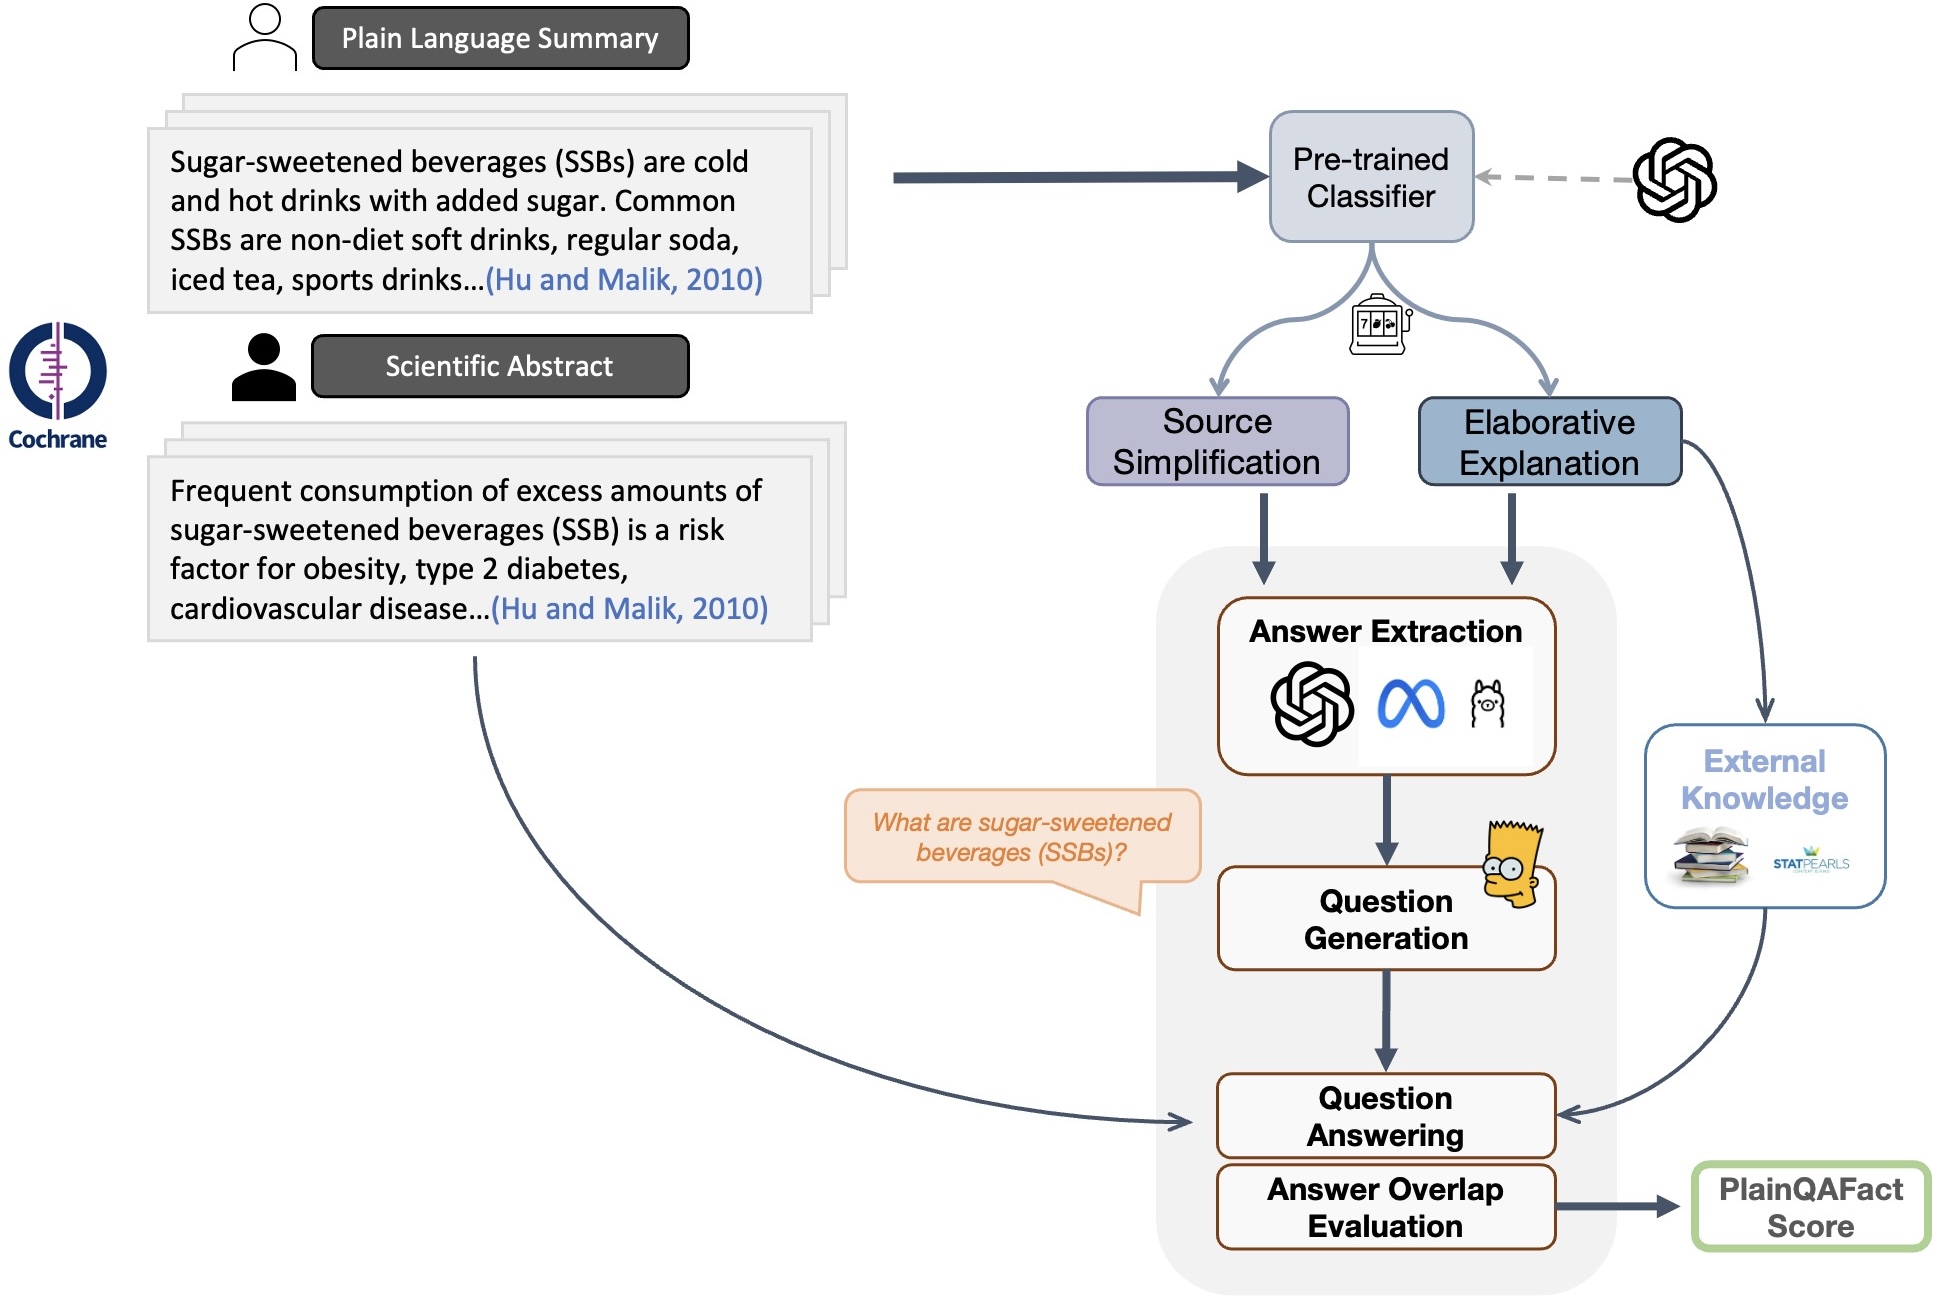 Plain Language Summary
Sugar-sweetened beverages (SSBs) are cold
and hot drinks with added sugar. Common
SSBs are non-diet soft drinks, regular soda,
iced tea, sports drinks...(Hu and Malik, 2010)
Cochrane
Scientific Abstract
Frequent consumption of excess amounts of
sugar-sweetened beverages (SSB) is a risk
factor for obesity, type 2 diabetes,
cardiovascular disease...(Hu and Malik, 2010)
Pre-trained
Classifier
7
Source
Simplification
Elaborative
Explanation
Answer Extraction
What are sugar-sweetened
beverages (SSBs)?
Question
Generation
External
Knowledge
STATPEARLS
Question
Answering
Answer Overlap
Evaluation
PlainQAFact
Score